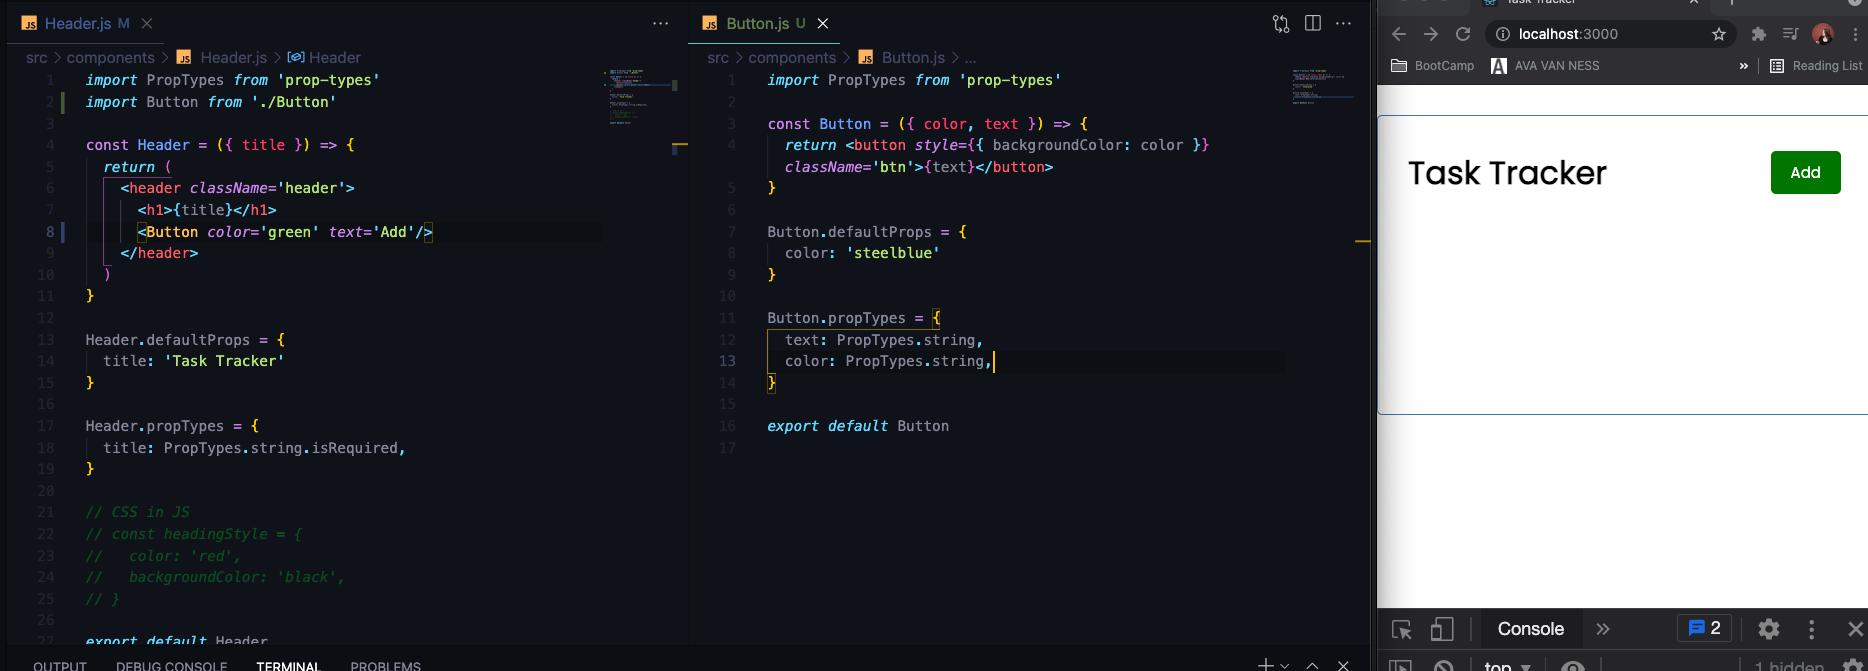 JS Header.js M
src > components > JS Header.js > Header
1 import PropTypes from 'prop-types'
2 import Button from './Button'
3
4 const Header = ({ title }) => {
5 return (
6 <header className='header'>
7 <h1>{title}</h1>
8 <Button color='green' text='Add'/>
9 </header>
10 )
11 }
12
13 Header.defaultProps = {
14 title: 'Task Tracker'
15 }
16
17 Header.propTypes = {
18 title: PropTypes.string.isRequired,
19 }
20
21 // CSS in JS
22 // const headingStyle = {
23 // color: 'red',
24 // backgroundColor: 'black',
25 // }
26
27 export default Header
JS Button.js U
src > components > JS Button.js > ...
1 import PropTypes from 'prop-types'
2
3 const Button = ({ color, text }) => {
4 return <button style={{ backgroundColor: color }}
className='btn'>{text}</button>
5 }
6
7 Button.defaultProps = {
8 color: 'steelblue'
9 }
10
11 Button.propTypes = {
12 text: PropTypes.string,
13 color: PropTypes.string,
14 }
15
16 export default Button
17
OUTPUT DEBUG CONSOLE TERMINAL PROBLEMS
Task Tracker
localhost:3000
BootCamp AVA VAN NESS » Reading List
Task Tracker
Add
Console 2
top 1 hidden